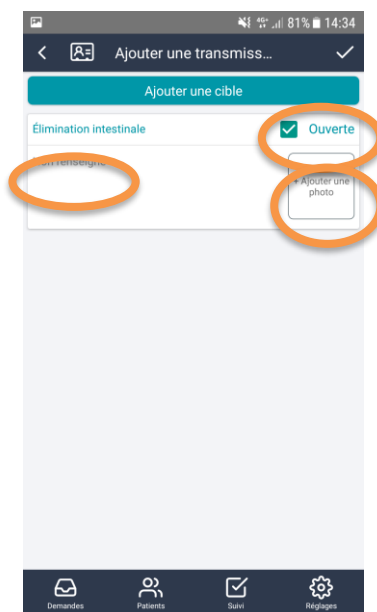 4G+ 81% 14:34
Ajouter une transmiss...
Ajouter une cible
Élimination intestinale
Ouverte
+ Ajouter une
photo
Demandes
Patients
Suivi
Réglages